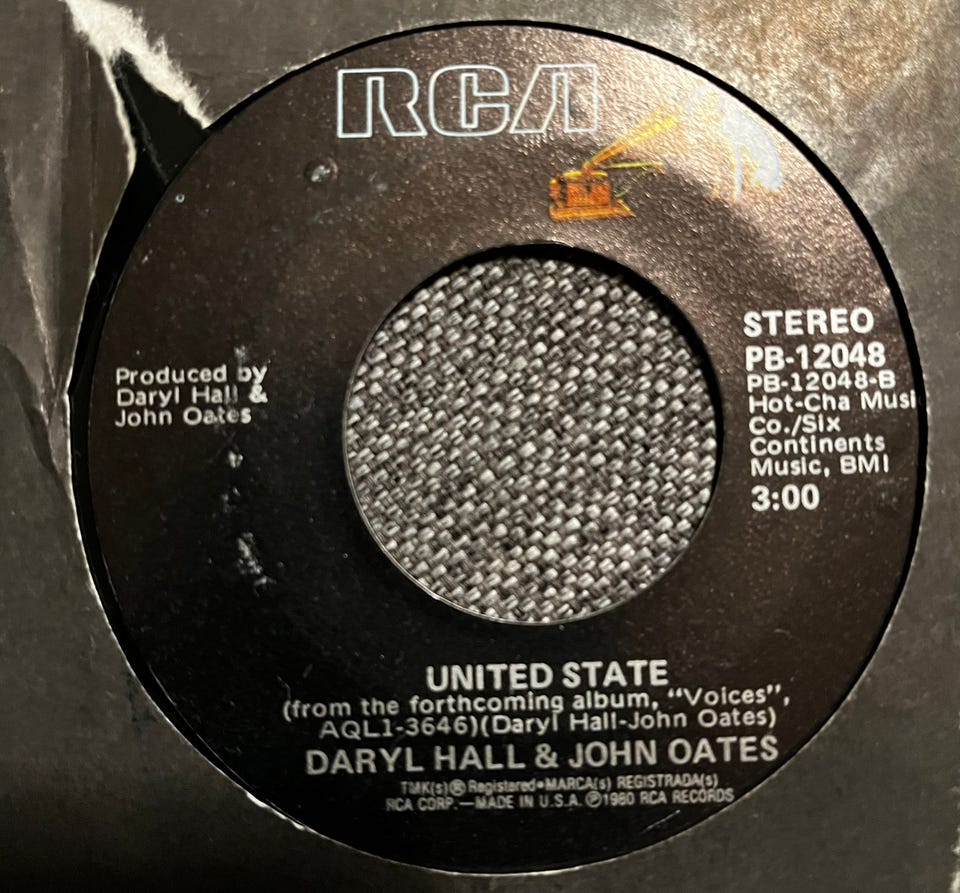 RCA
STEREO
PB-12048
PB-12048-B
Hot-Cha Musi
Co./Six
Continents
Music, BMI
3:00
Produced by
Daryl Hall &
John Oates
UNITED STATE
(from the forthcoming album, “Voices”,
AQL1-3646)(Daryl Hall-John Oates)
DARYL HALL & JOHN OATES
TMK(s)® Registered•MARCA(s) REGISTRADA(s)
RCA CORP.—MADE IN U.S.A. ℗1980 RCA RECORDS